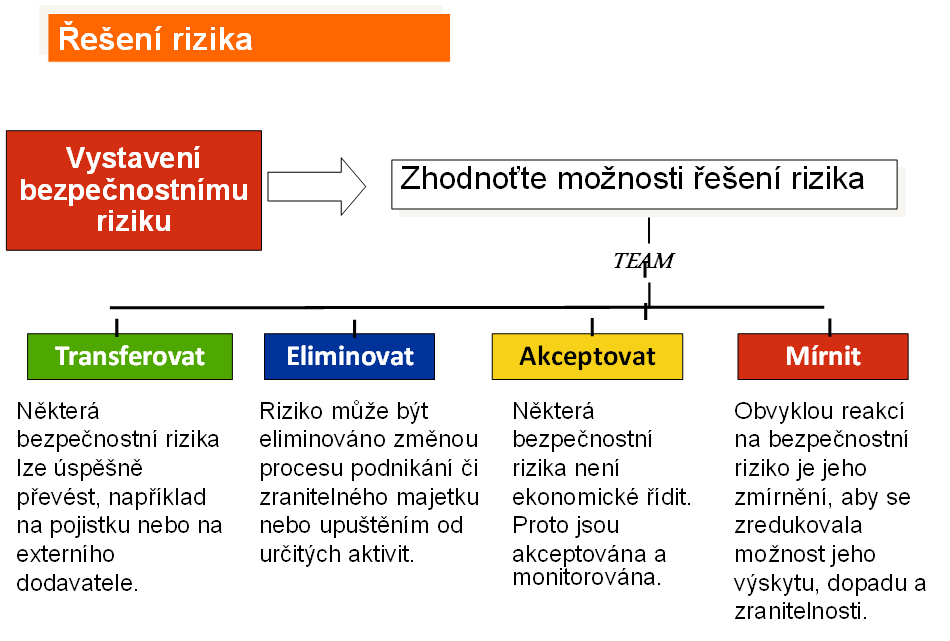 Řešení rizika
Vystavení
bezpečnostnímu
riziku
Zhodnoťte možnosti řešení rizika
TEAM
Transferovat
Některá
bezpečnostní rizika
lze úspěšně
převést, například
na pojistku nebo na
externího
dodavatele.
Eliminovat
Riziko může být
eliminováno změnou
procesu podnikání či
zranitelného majetku
nebo upuštěním od
určitých aktivit.
Akceptovat
Některá
bezpečnostní
rizika není
ekonomické řídit.
Proto jsou
akceptována a
monitorována.
Mírnit
Obvyklou reakcí
na bezpečnostní
riziko je jeho
zmírnění, aby se
zredukovala
možnost jeho
výskytu, dopadu a
zranitelnosti.